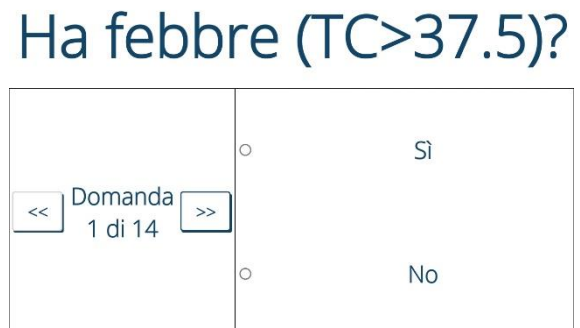 Ha febbre (TC>37.5)?
<<
Domanda
1 di 14
>>
Sì
No